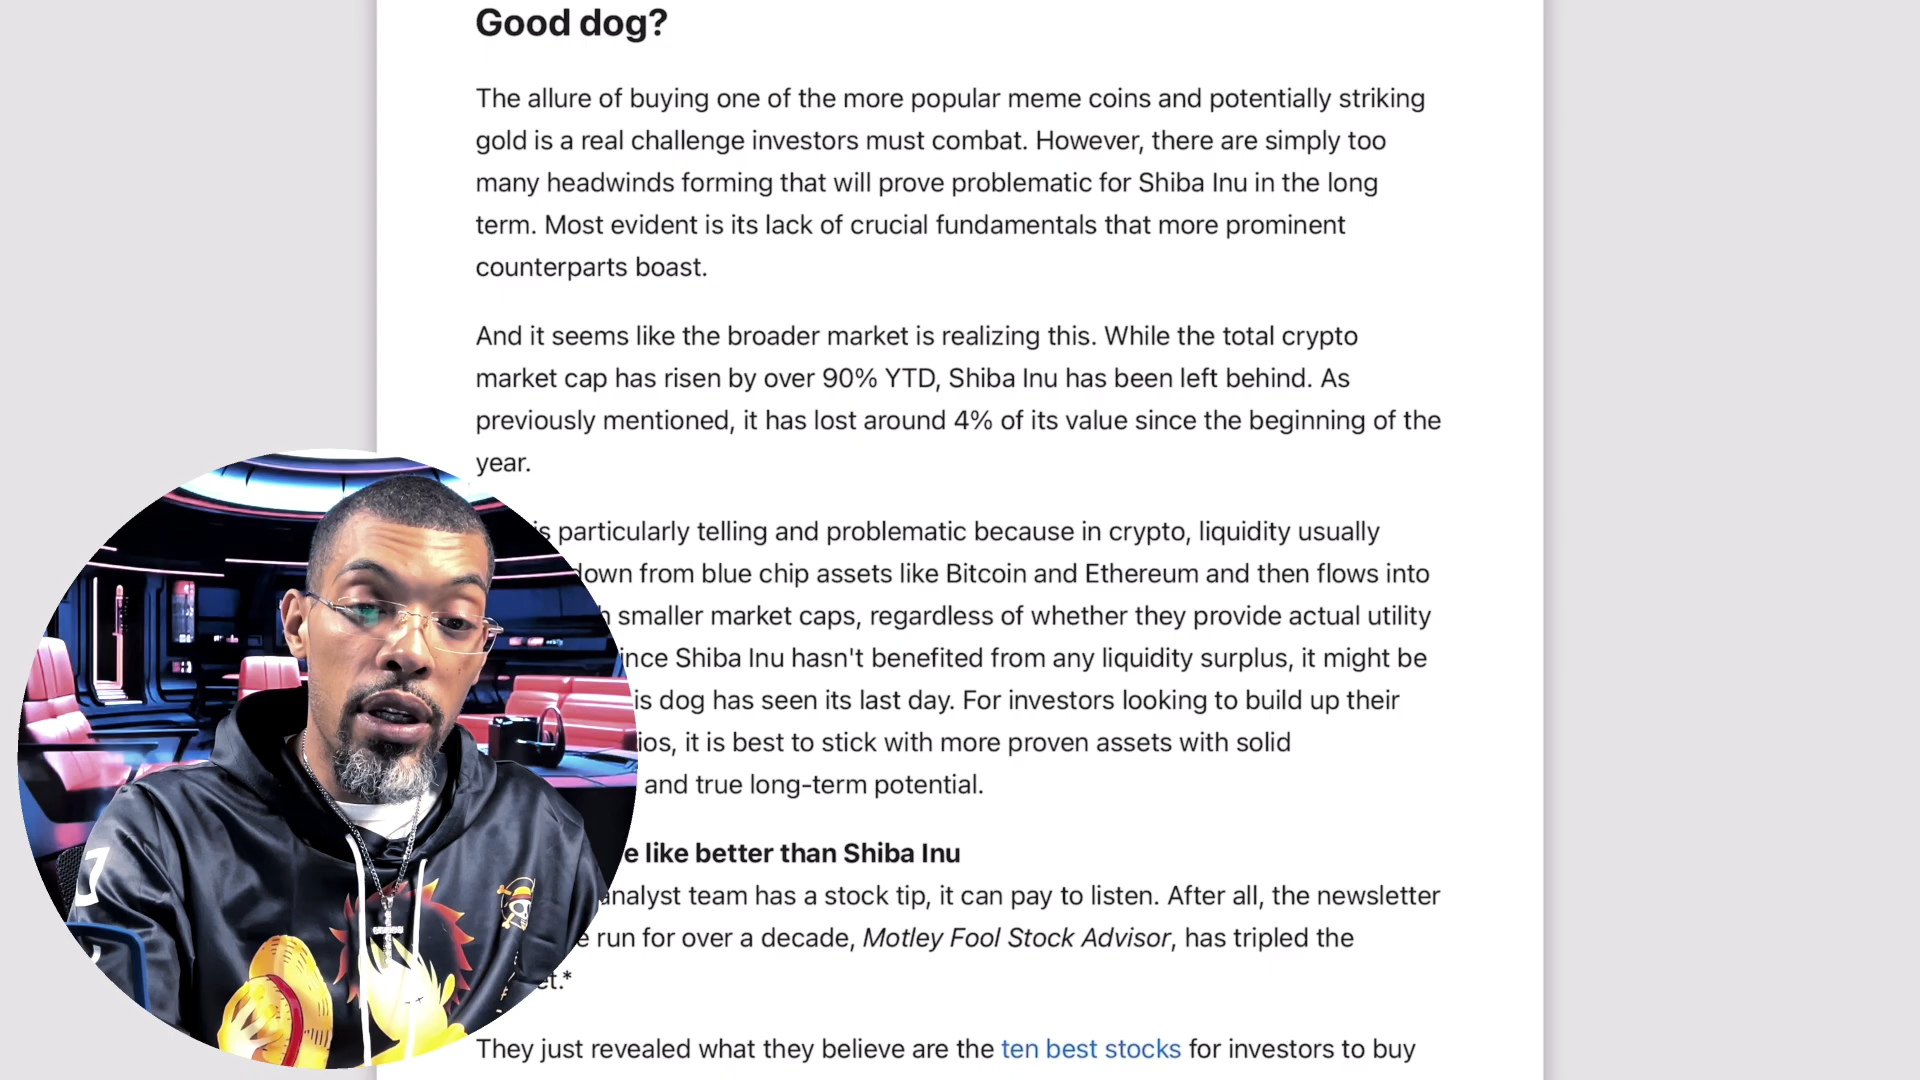 Good dog?
The allure of buying one of the more popular meme coins and potentially striking
gold is a real challenge investors must combat. However, there are simply too
many headwinds forming that will prove problematic for Shiba Inu in the long
term. Most evident is its lack of crucial fundamentals that more prominent
counterparts boast.
And it seems like the broader market is realizing this. While the total crypto
market cap has risen by over 90% YTD, Shiba Inu has been left behind. As
previously mentioned, it has lost around 4% of its value since the beginning of the
year.
particularly telling and problematic because in crypto, liquidity usually
down from blue chip assets like Bitcoin and Ethereum and then flows into
smaller market caps, regardless of whether they provide actual utility
Shiba Inu hasn't benefited from any liquidity surplus, it might be
dog has seen its last day. For investors looking to build up their
it is best to stick with more proven assets with solid
and true long-term potential.
like better than Shiba Inu
analyst team has a stock tip, it can pay to listen. After all, the newsletter
run for over a decade, Motley Fool Stock Advisor, has tripled the
They just revealed what they believe are the ten best stocks for investors to buy